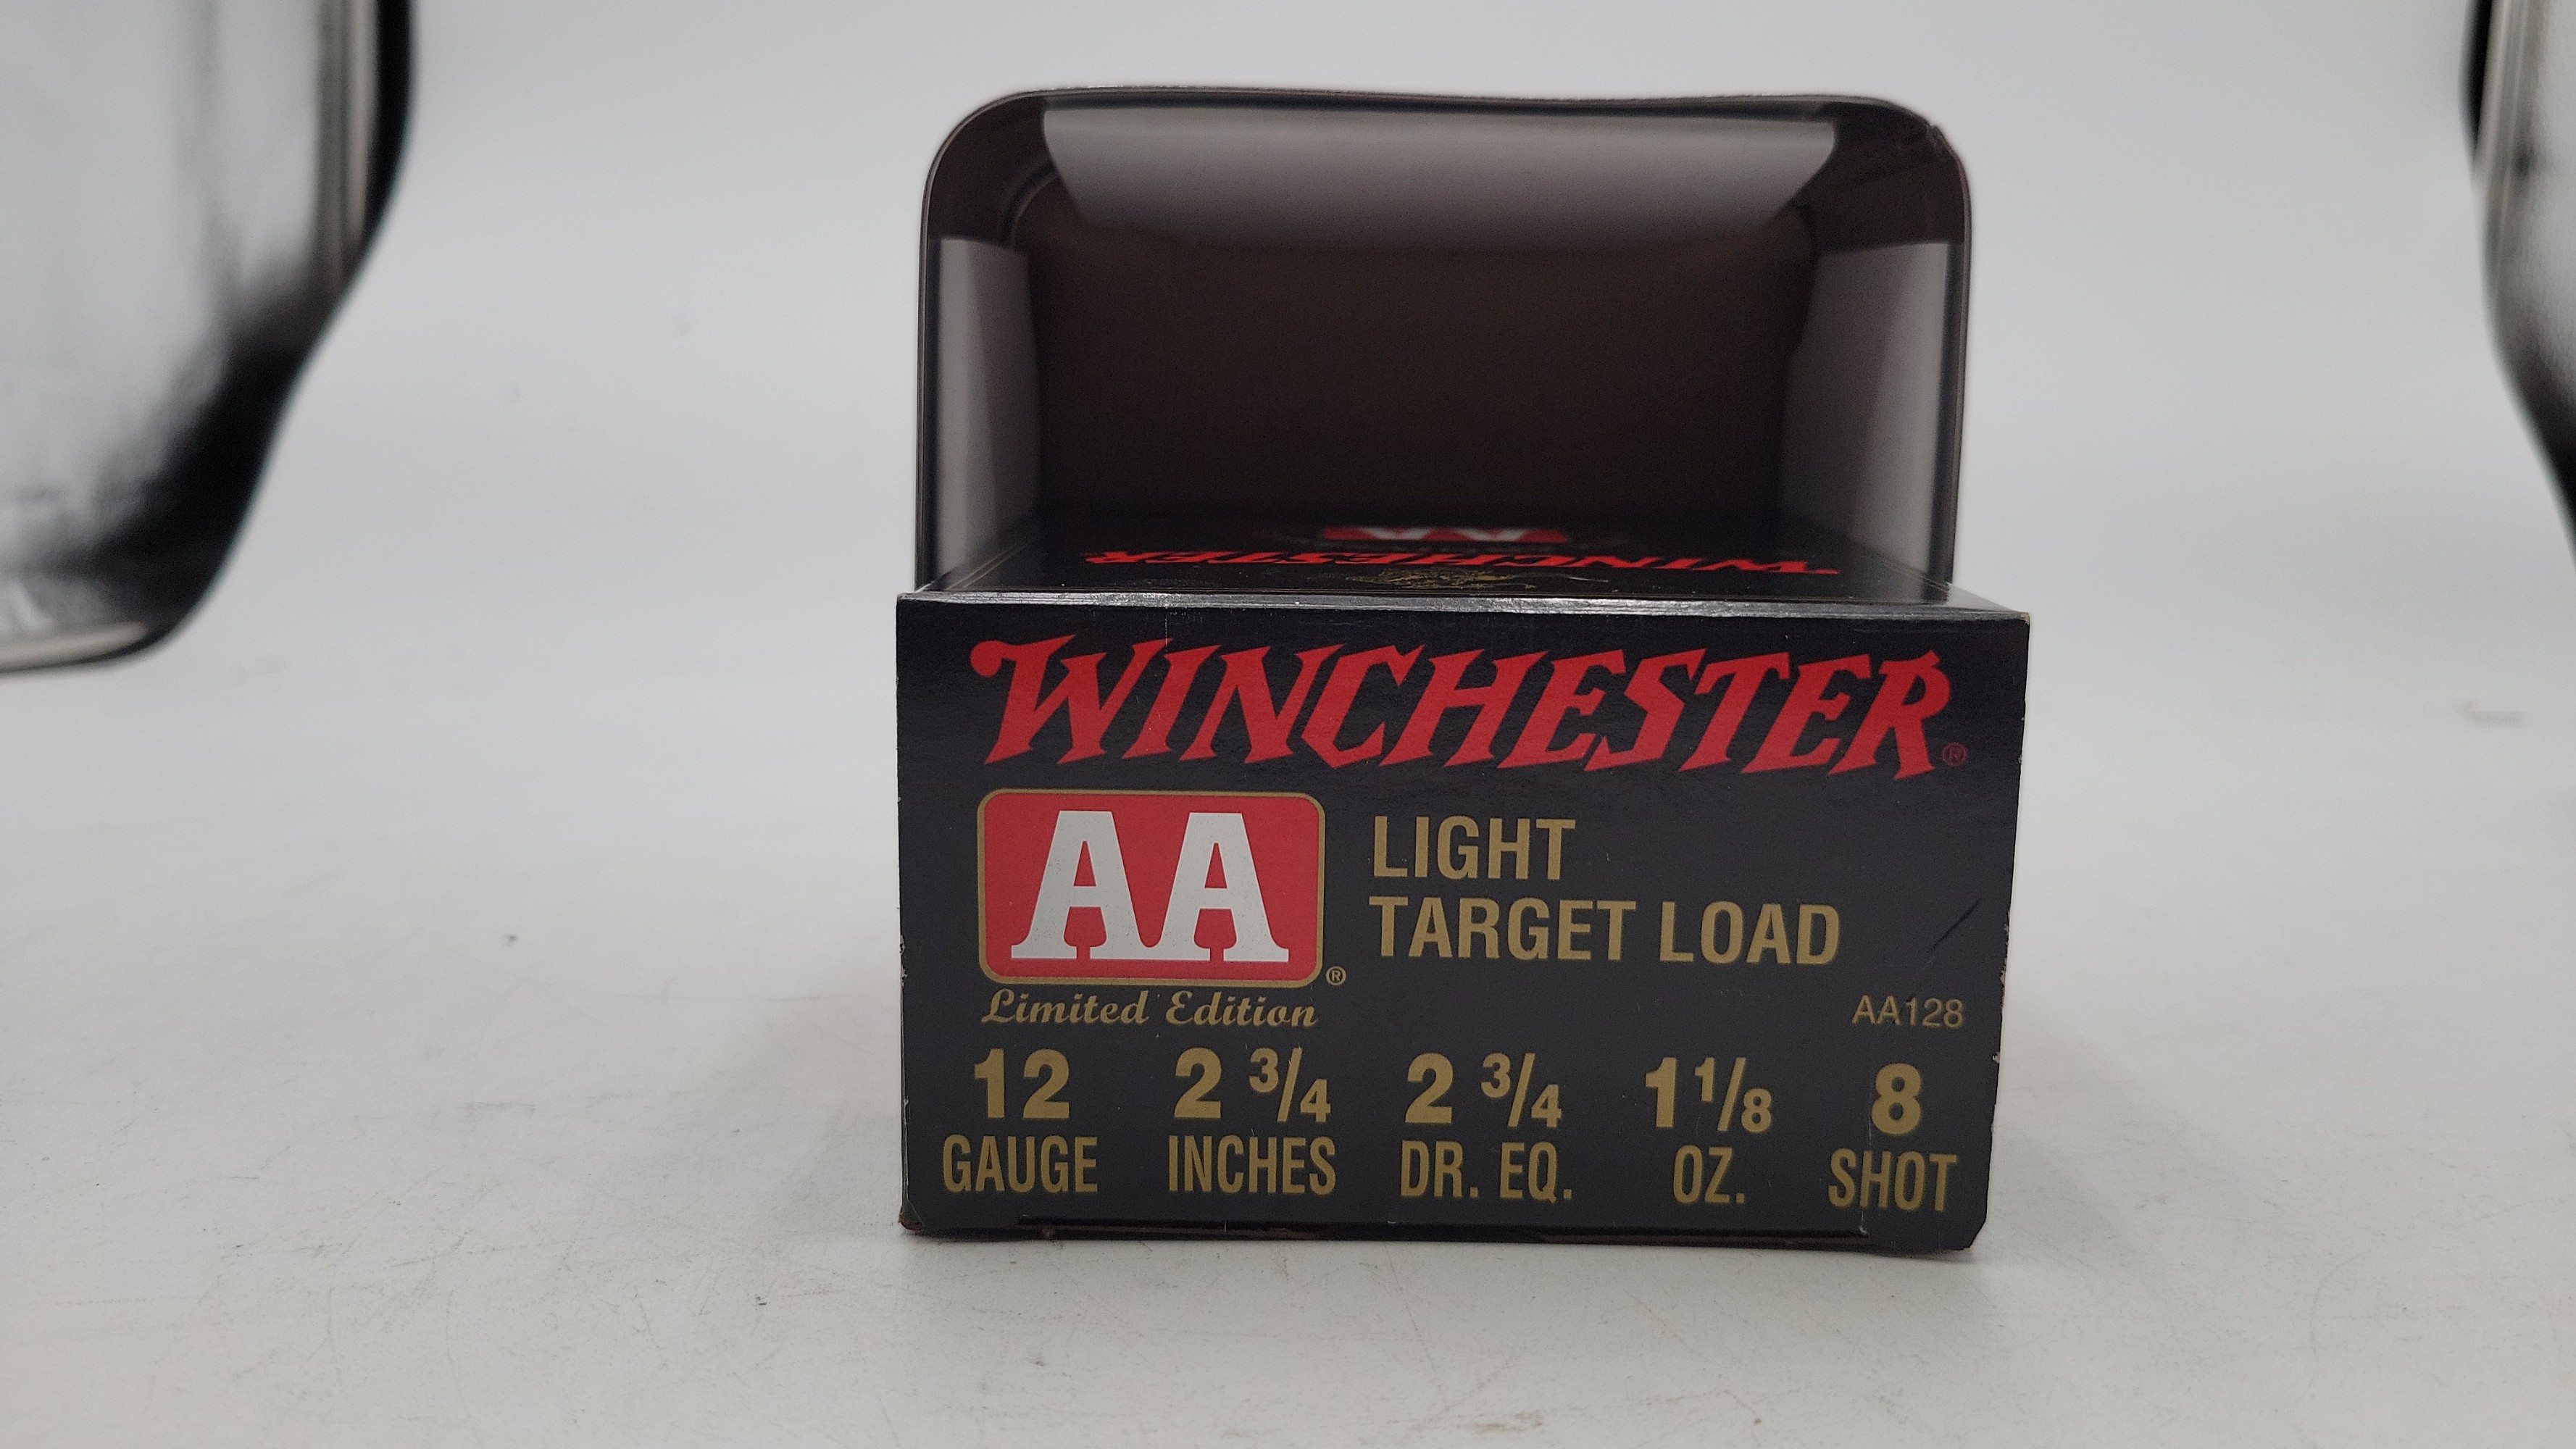 WINCHESTER
WINCHESTER®
AA®
LIGHT
TARGET LOAD
Limited Edition
AA128
12 2 3/4 2 3/4 1 1/8 8
GAUGE INCHES DR. EQ. OZ. SHOT